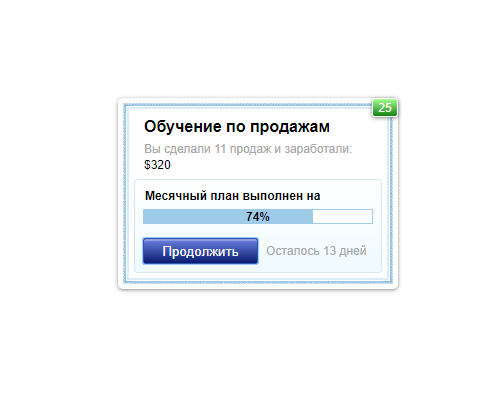 25
Обучение по продажам
Вы сделали 11 продаж и заработали:
$320
Месячный план выполнен на
74%
Продолжить
Осталось 13 дней